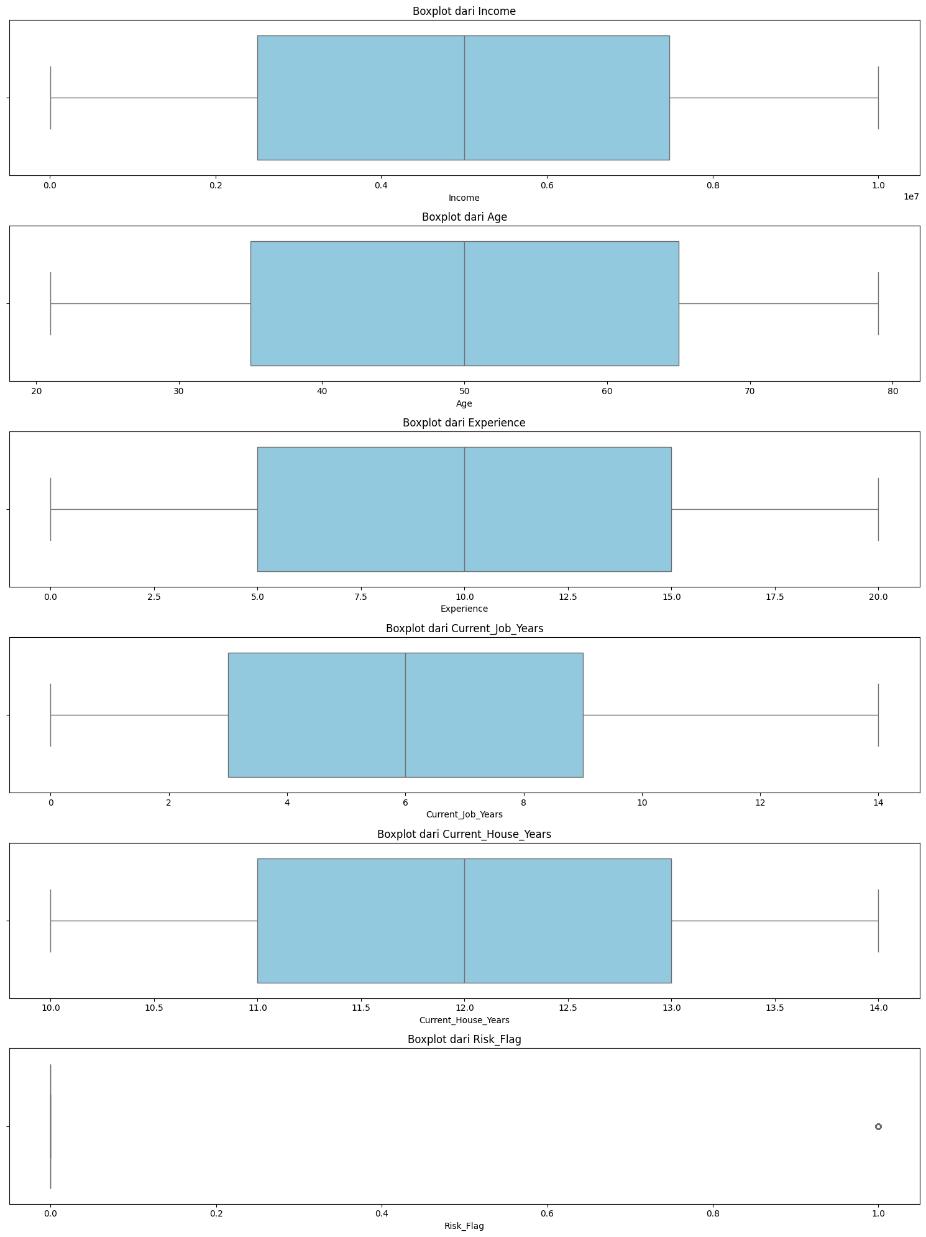 Boxplot dari Income
0.0 0.2 0.4 0.6 0.8 1.0
Income
1e7
Boxplot dari Age
20 30 40 50 60 70 80
Age
Boxplot dari Experience
0.0 2.5 5.0 7.5 10.0 12.5 15.0 17.5 20.0
Experience
Boxplot dari Current_Job_Years
0 2 4 6 8 10 12 14
Current_Job_Years
Boxplot dari Current_House_Years
10.0 10.5 11.0 11.5 12.0 12.5 13.0 13.5 14.0
Current_House_Years
Boxplot dari Risk_Flag
0.0 0.2 0.4 0.6 0.8 1.0
Risk_Flag